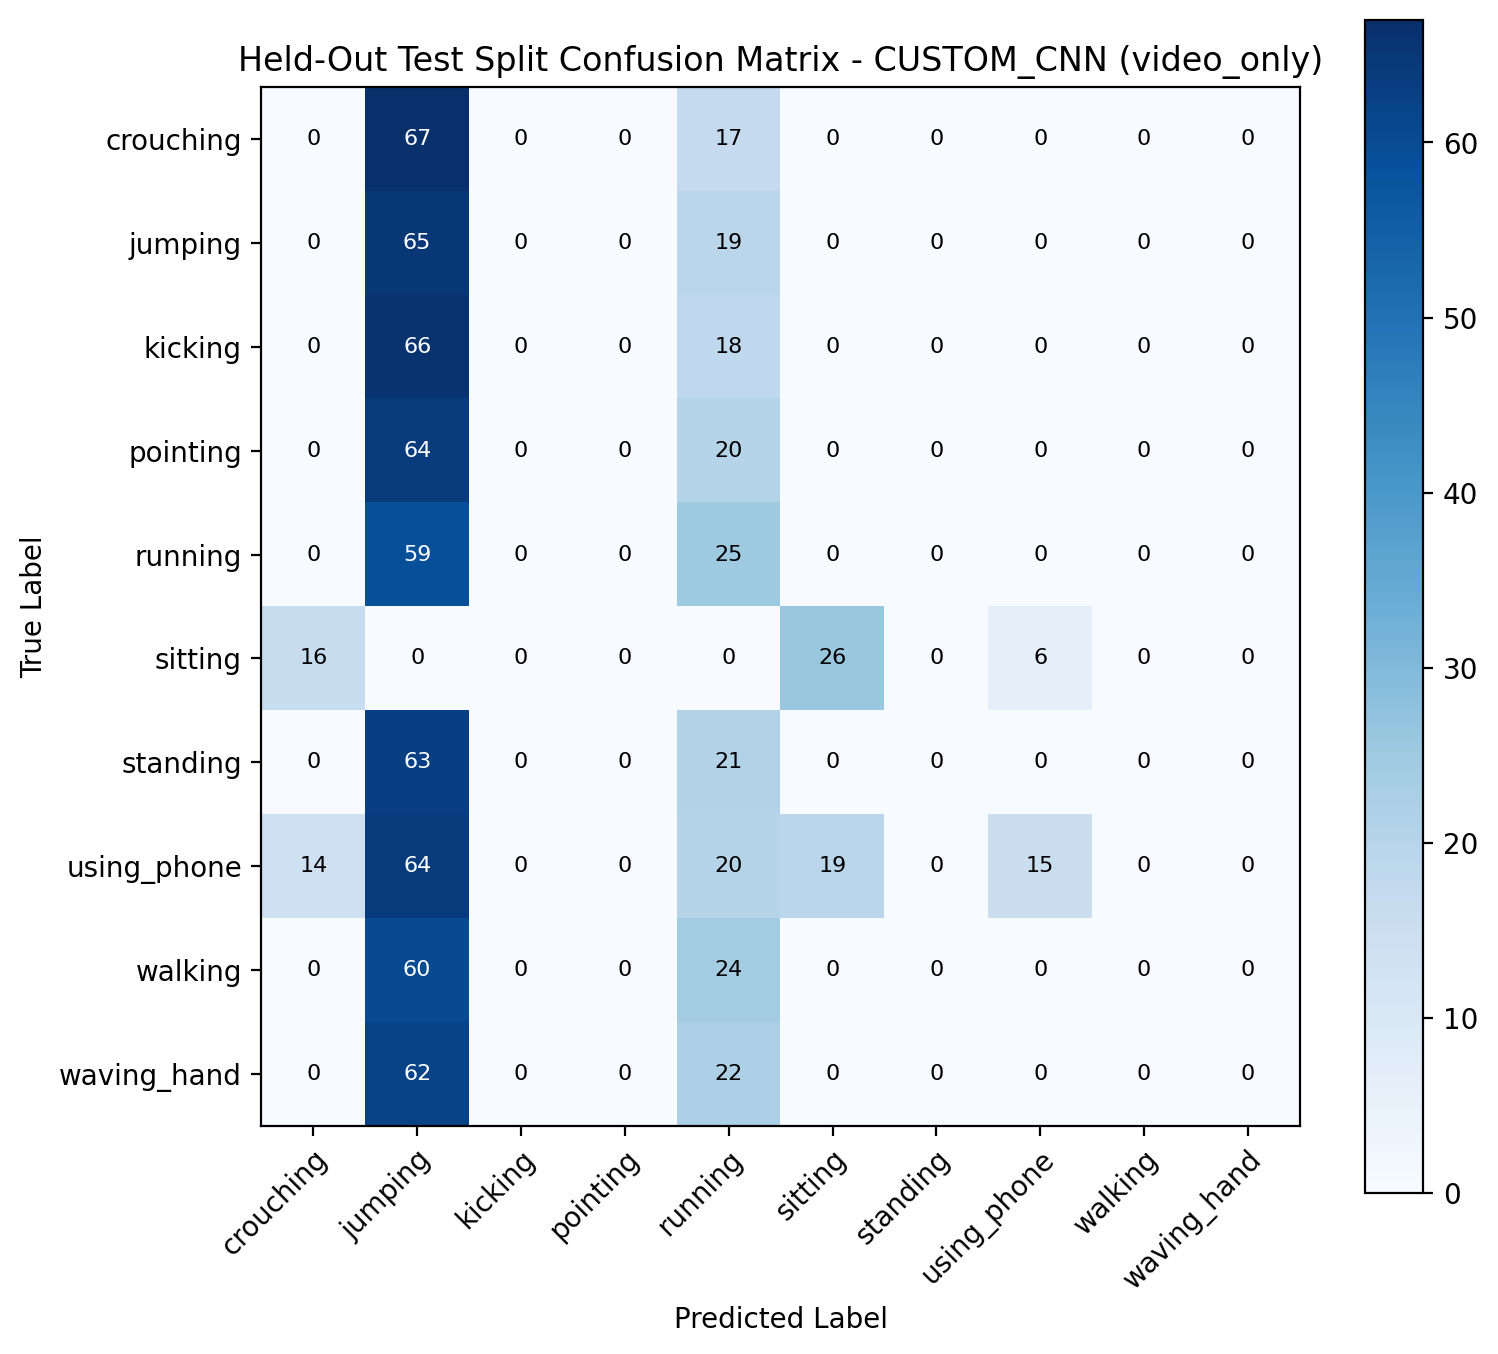 Held-Out Test Split Confusion Matrix - CUSTOM_CNN (video_only)
True Label
crouching 0 67 0 0 17 0 0 0 0 0
jumping 0 65 0 0 19 0 0 0 0 0
kicking 0 66 0 0 18 0 0 0 0 0
pointing 0 64 0 0 20 0 0 0 0 0
running 0 59 0 0 25 0 0 0 0 0
sitting 16 0 0 0 0 26 0 6 0 0
standing 0 63 0 0 21 0 0 0 0 0
using_phone 14 64 0 0 20 19 0 15 0 0
walking 0 60 0 0 24 0 0 0 0 0
waving_hand 0 62 0 0 22 0 0 0 0 0
crouching jumping kicking pointing running sitting standing using_phone walking waving_hand
Predicted Label
60
50
40
30
20
10
0